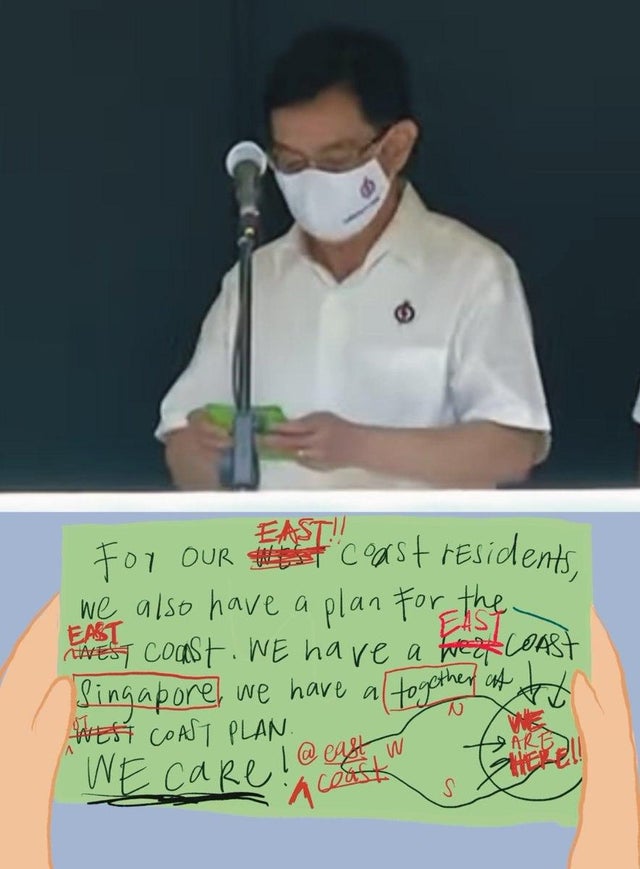 EAST!!
FOR OUR WEST COAST RESIDENTS,
we also have a plan For the
EAST EAST
WEST COAST. WE HAVE a West COAST
Singapore, we have a together at
WEST COAST PLAN.
WE CARE!
@ east coast
N
W
S
WE ARE HERE!!